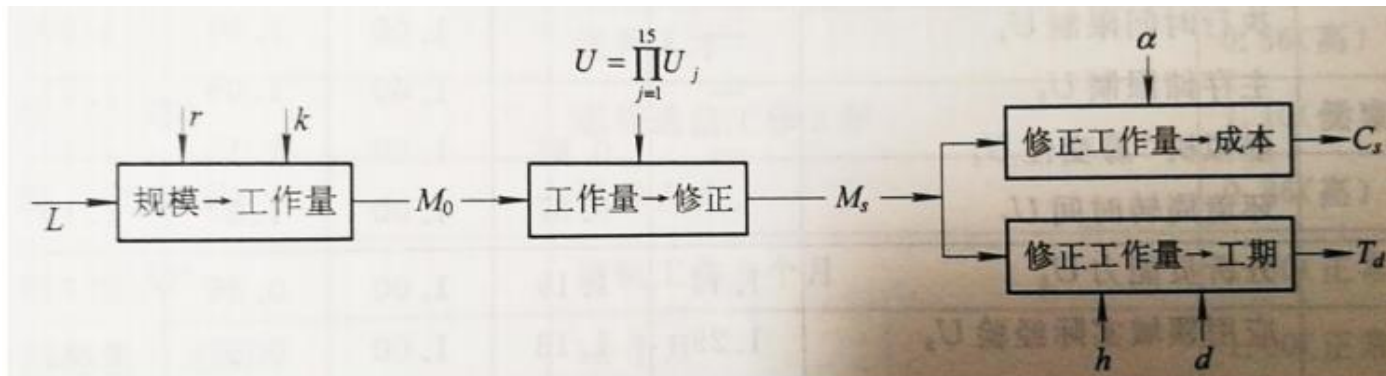 U = ∏ U_j
15
j=1
α
r
k
修正工作量→成本
C_s
L
规模→工作量
M_0
工作量→修正
M_s
修正工作量→工期
T_d
h
d